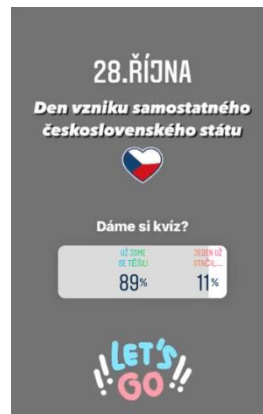 28.ŘÍJNA
Den vzniku samostatného
československého státu
Dáme si kvíz?
UŽ JSME
SE TĚŠILI
89%
JEDEN UŽ
STAČIL...
11%
LET'S
GO!!